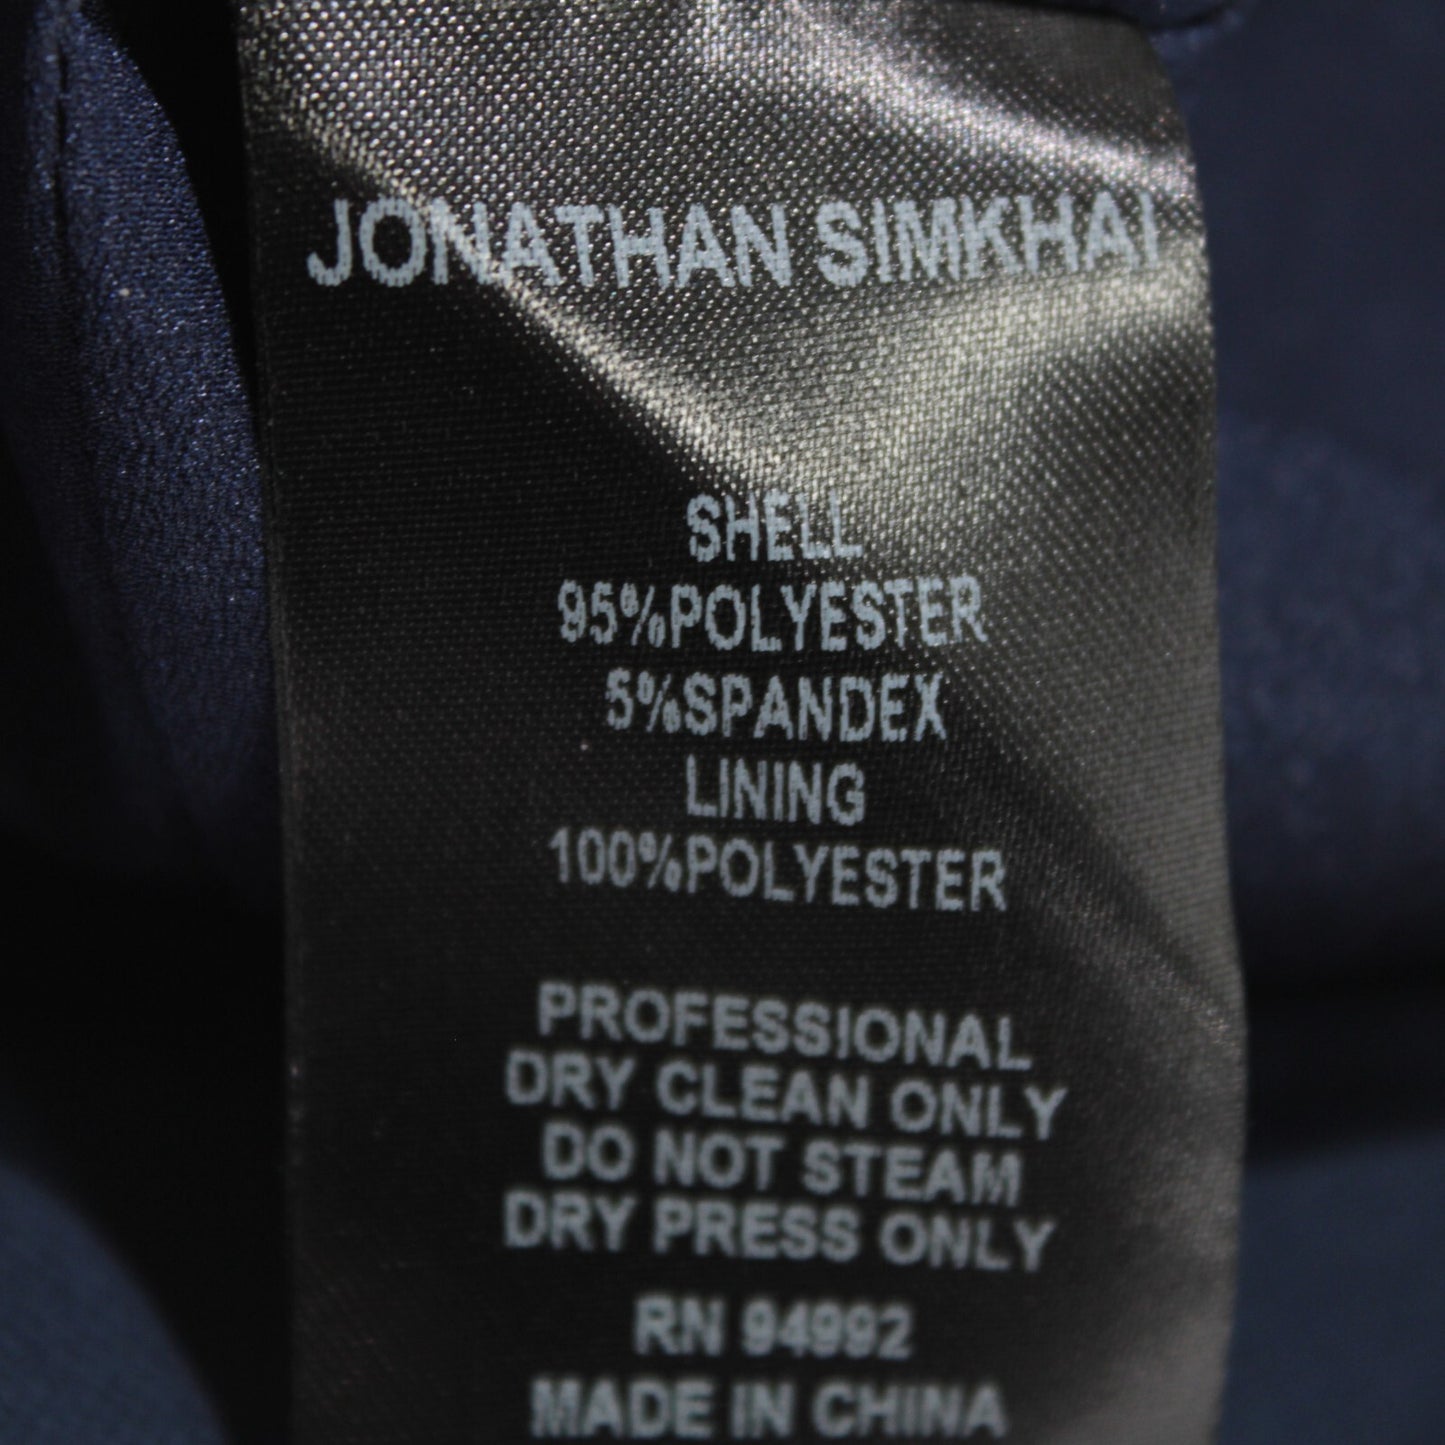 JONATHAN SIMKHAI
SHELL
95%POLYESTER
5%SPANDEX
LINING
100%POLYESTER
PROFESSIONAL
DRY CLEAN ONLY
DO NOT STEAM
DRY PRESS ONLY
RN 94992
MADE IN CHINA